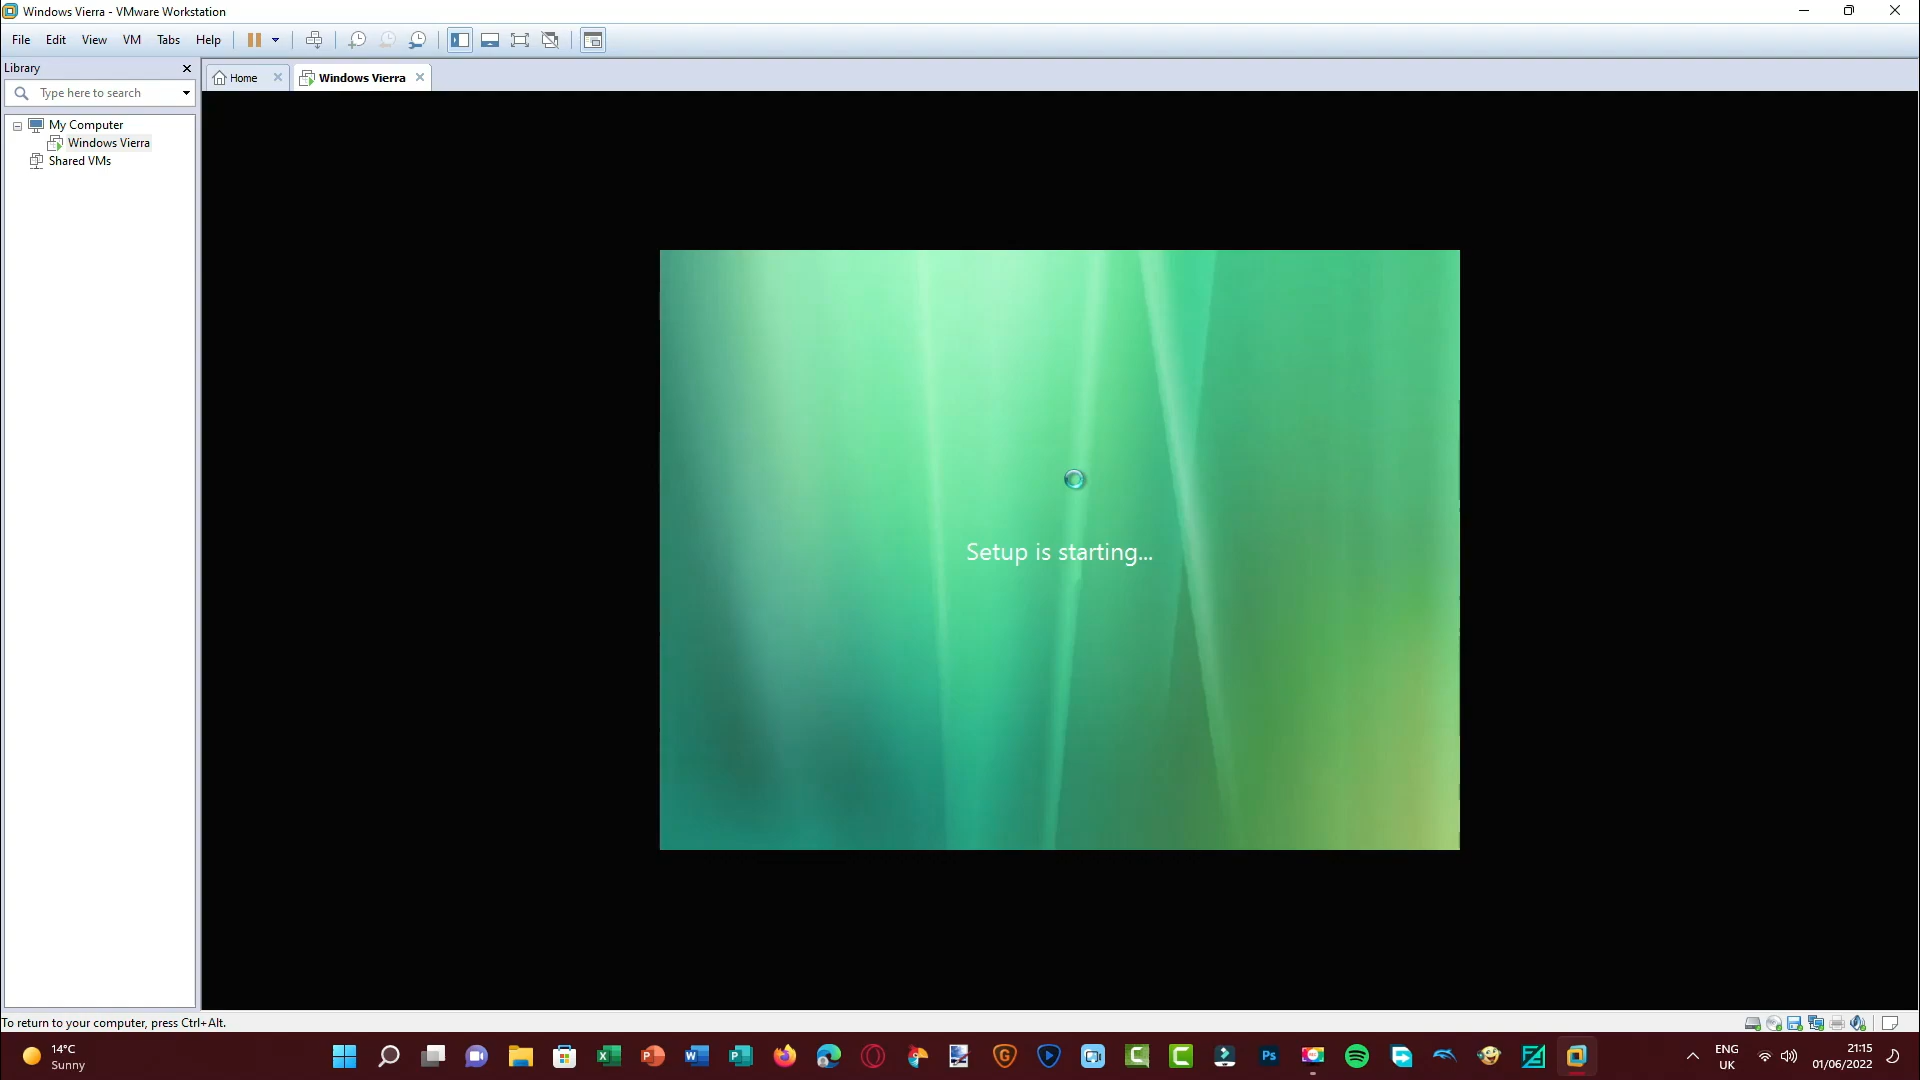 Windows Vierra - VMware Workstation
File Edit View VM Tabs Help
Library
Home
Windows Vierra
Type here to search
My Computer
Windows Vierra
Shared VMs
Setup is starting...
To return to your computer, press Ctrl+Alt.
14°C
Sunny
ENG
UK
21:15
01/06/2022